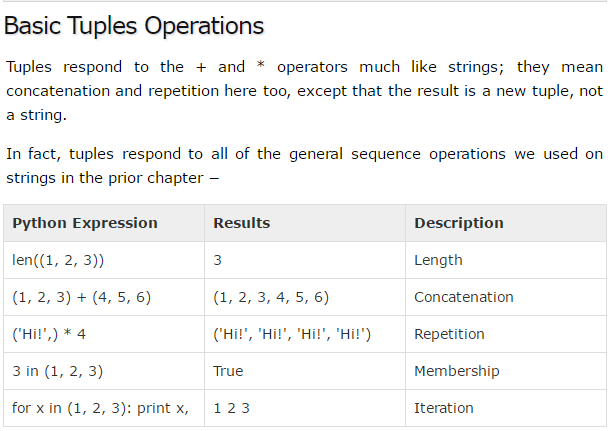 Basic Tuples Operations
Tuples respond to the + and * operators much like strings; they mean
concatenation and repetition here too, except that the result is a new tuple, not
a string.
In fact, tuples respond to all of the general sequence operations we used on
strings in the prior chapter −
Python Expression Results Description
len((1, 2, 3)) 3 Length
(1, 2, 3) + (4, 5, 6) (1, 2, 3, 4, 5, 6) Concatenation
('Hi!',) * 4 ('Hi!', 'Hi!', 'Hi!', 'Hi!') Repetition
3 in (1, 2, 3) True Membership
for x in (1, 2, 3): print x, 1 2 3 Iteration